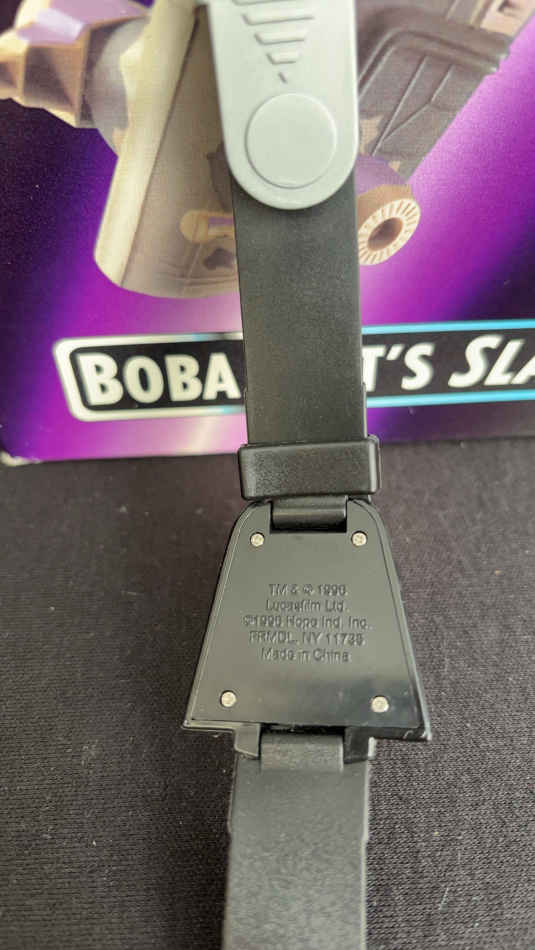 BOBA T'S SLA
TM & © 1996
Lucasfilm Ltd.
©1996 Hope Ind. Inc.
FRMDL, NY 11735
Made in China